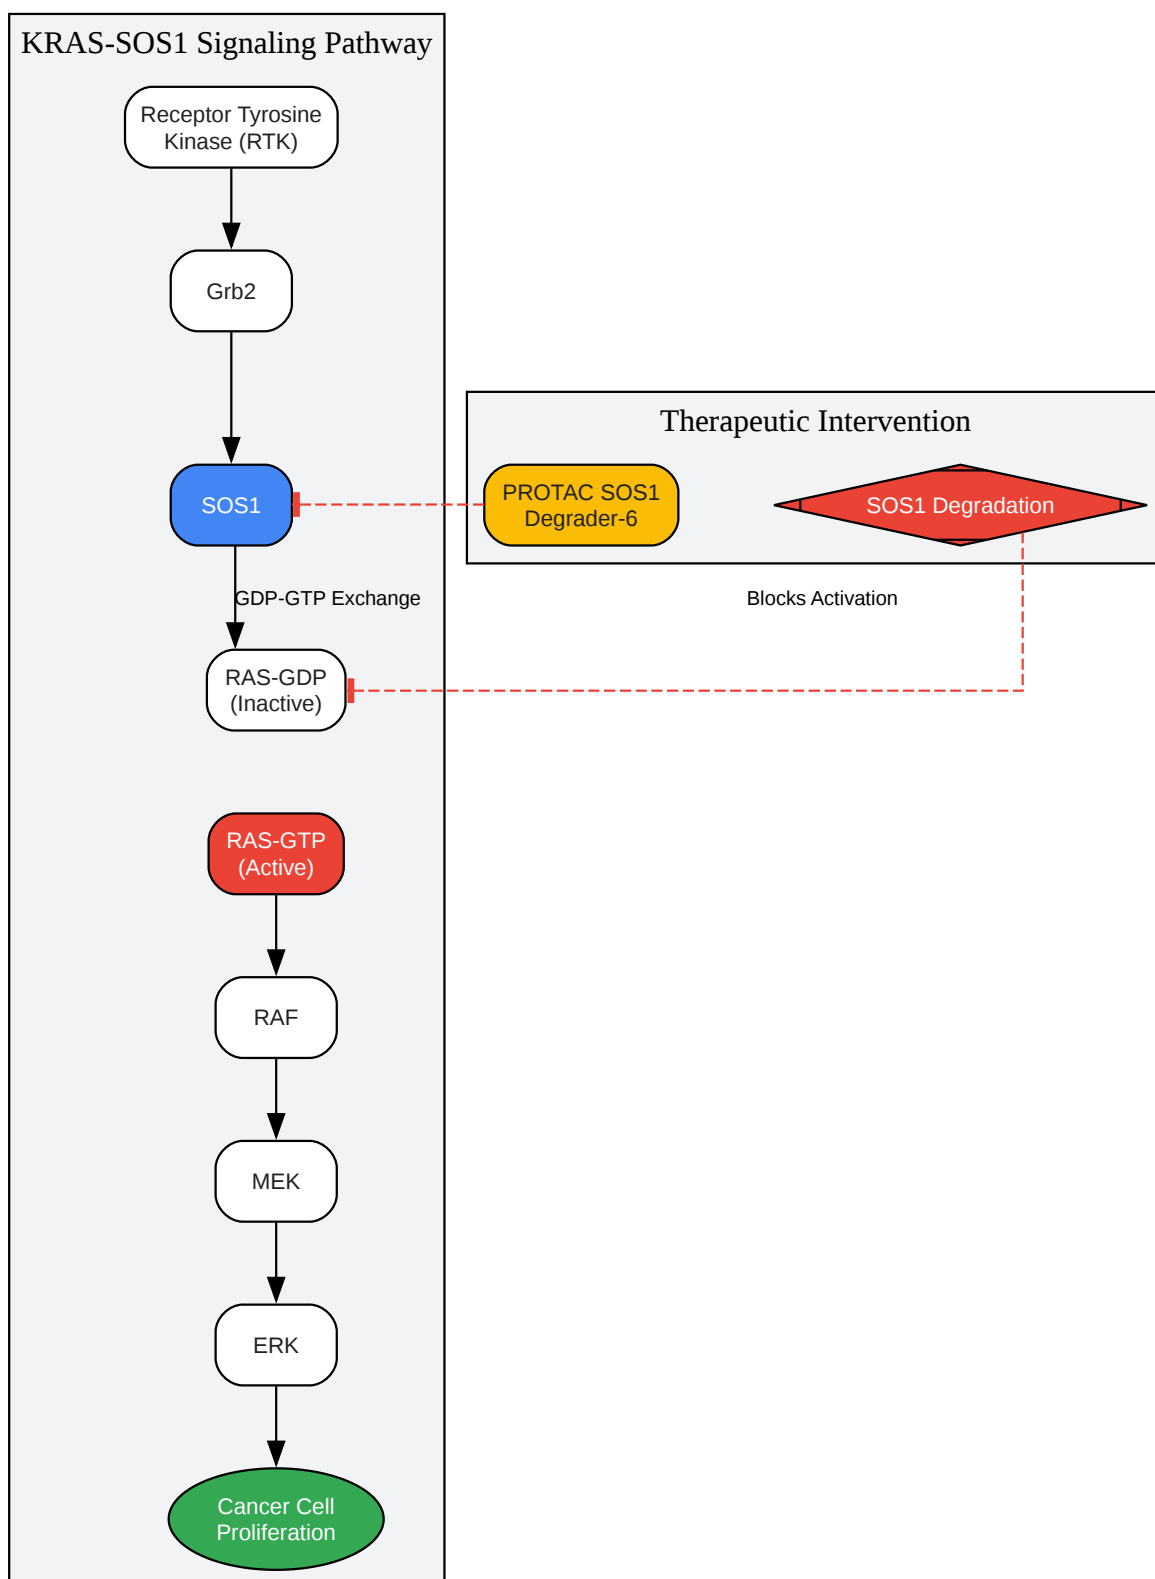 KRAS-SOS1 Signaling Pathway
Receptor Tyrosine
Kinase (RTK)
Grb2
Therapeutic Intervention
SOS1
PROTAC SOS1
Degrader-6
SOS1 Degradation
GDP-GTP Exchange
Blocks Activation
RAS-GDP
(Inactive)
RAS-GTP
(Active)
RAF
MEK
ERK
Cancer Cell
Proliferation